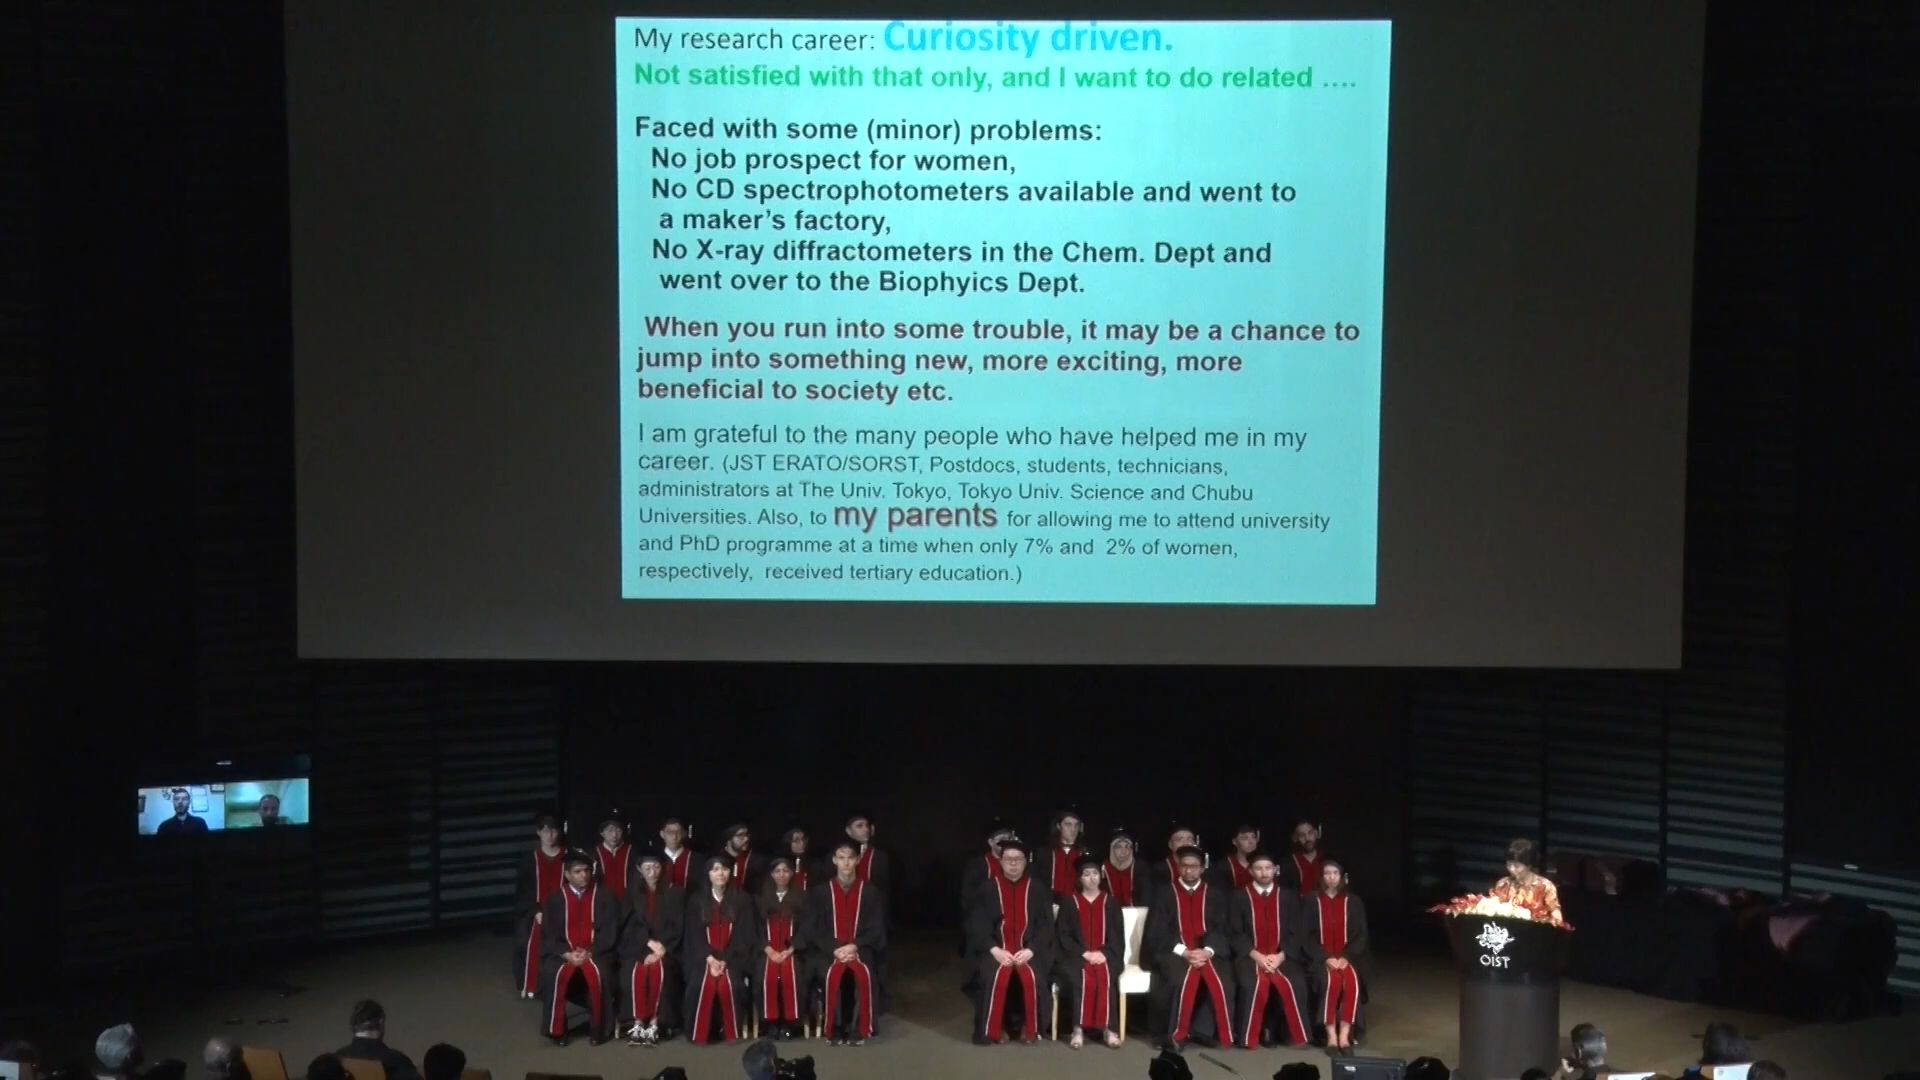 My research career: Curiosity driven.
Not satisfied with that only, and I want to do related ....
Faced with some (minor) problems:
No job prospect for women,
No CD spectrophotometers available and went to
a maker's factory,
No X-ray diffractometers in the Chem. Dept and
went over to the Biophyics Dept.
When you run into some trouble, it may be a chance to
jump into something new, more exciting, more
beneficial to society etc.
I am grateful to the many people who have helped me in my
career. (JST ERATO/SORST, Postdocs, students, technicians,
administrators at The Univ. Tokyo, Tokyo Univ. Science and Chubu
Universities. Also, to my parents for allowing me to attend university
and PhD programme at a time when only 7% and 2% of women,
respectively, received tertiary education.)
OIST